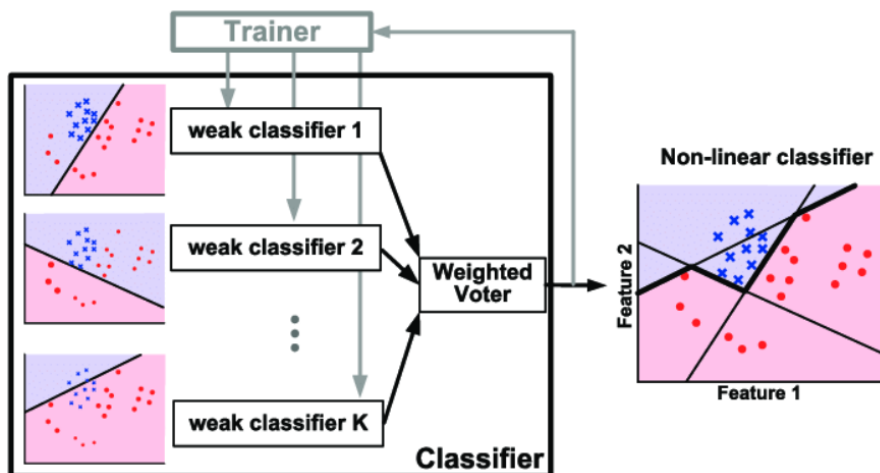 Trainer
weak classifier 1
weak classifier 2
weak classifier K
Weighted
Voter
Classifier
Non-linear classifier
Feature 2
Feature 1